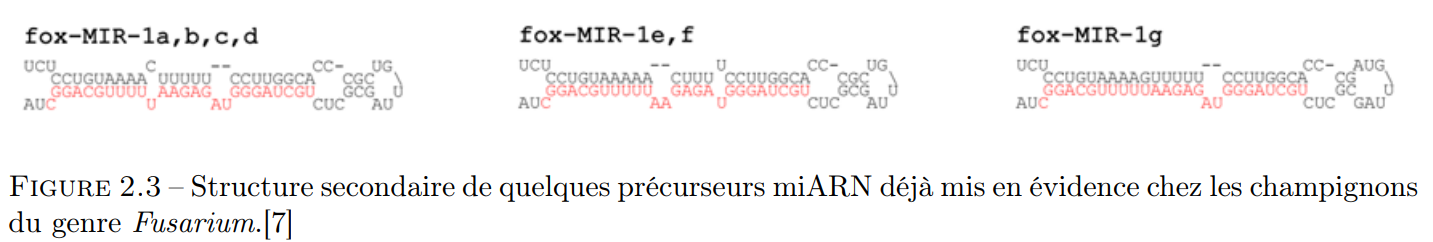 fox-MIR-1a,b,c,d fox-MIR-1e,f fox-MIR-1g
UCU C -- CC- UG UCU -- U CC- UG UCU -- CC- AUG
CCUGUAAAA UUUUU CCUUGGCA CGC \ CCUGUAAAAA CUUU CCUUGGCA CGC \ CCUGUAAAAGUUUUU CCUUGGCA CG \
GGACGUUUU AAGAG GGGAUCGU GCG U GGACGUUUUU GAGA GGGAUCGU GCG U GGACGUUUUUAAGAG GGGAUCGU GC U
AUC U AU CUC AU AUC AA U CUC AU AUC AU CUC GAU
FIGURE 2.3 – Structure secondaire de quelques précurseurs miARN déjà mis en évidence chez les champignons
du genre Fusarium.[7]